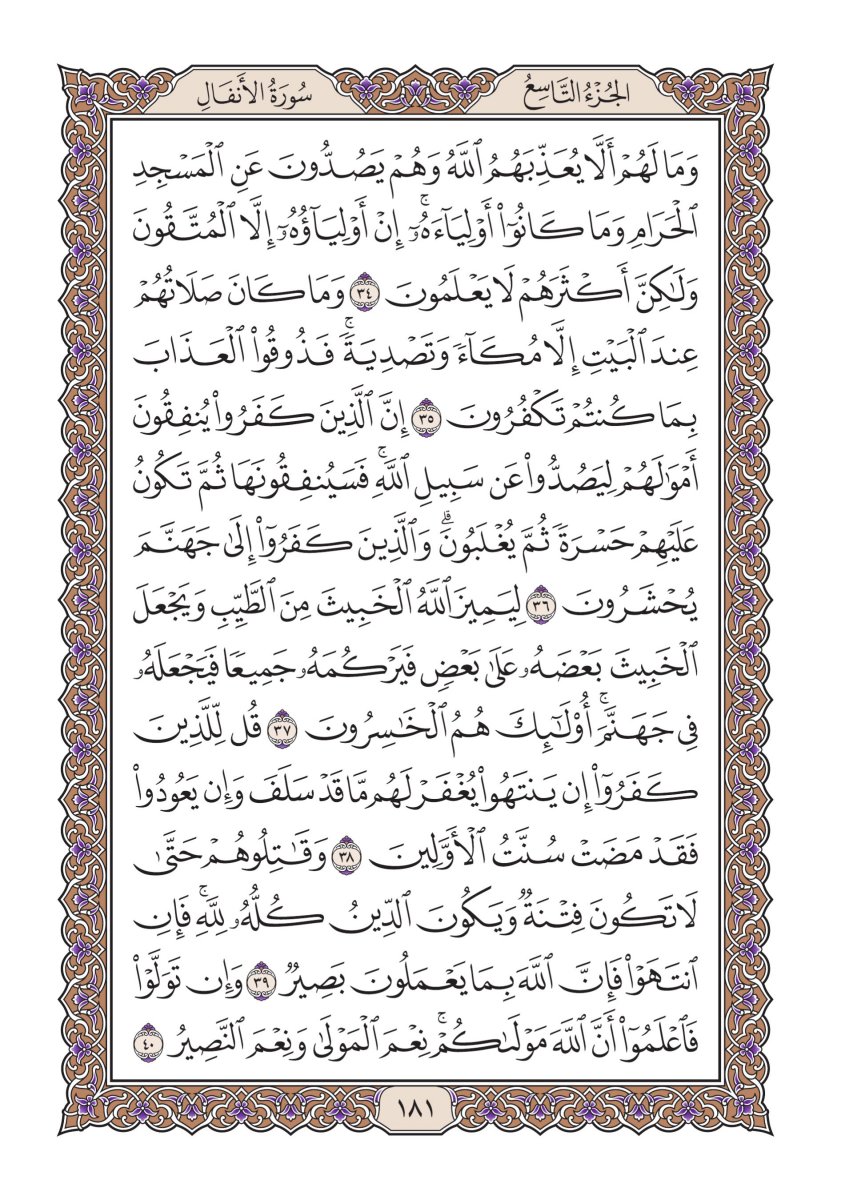 الجُزْءُ التَّاسِعُ
سُورَةُ الأَنفَالِ
وَمَا لَهُمْ أَلَّا يُعَذِّبَهُمُ ٱللَّهُ وَهُمْ يَصُدُّونَ عَنِ ٱلْمَسْجِدِ
ٱلْحَرَامِ وَمَا كَانُوٓا۟ أَوْلِيَآءَهُۥٓ ۚ إِنْ أَوْلِيَآؤُهُۥٓ إِلَّا ٱلْمُتَّقُونَ
وَلَٰكِنَّ أَكْثَرَهُمْ لَا يَعْلَمُونَ ٣٤ وَمَا كَانَ صَلَاتُهُمْ
عِندَ ٱلْبَيْتِ إِلَّا مُكَآءً وَتَصْدِيَةً ۚ فَذُوقُوا۟ ٱلْعَذَابَ
بِمَا كُنتُمْ تَكْفُرُونَ ٣٥ إِنَّ ٱلَّذِينَ كَفَرُوا۟ يُنفِقُونَ
أَمْوَٰلَهُمْ لِيَصُدُّوا۟ عَن سَبِيلِ ٱللَّهِ ۚ فَسَيُنفِقُونَهَا ثُمَّ تَكُونُ
عَلَيْهِمْ حَسْرَةً ثُمَّ يُغْلَبُونَ ۗ وَٱلَّذِينَ كَفَرُوٓا۟ إِلَىٰ جَهَنَّمَ
يُحْشَرُونَ ٣٦ لِيَمِيزَ ٱللَّهُ ٱلْخَبِيثَ مِنَ ٱلطَّيِّبِ وَيَجْعَلَ
ٱلْخَبِيثَ بَعْضَهُۥ عَلَىٰ بَعْضٍ فَيَرْكُمَهُۥ جَمِيعًا فَيَجْعَلَهُۥ
فِى جَهَنَّمَ ۚ أُو۟لَٰٓئِكَ هُمُ ٱلْخَٰسِرُونَ ٣٧ قُل لِّلَّذِينَ
كَفَرُوٓا۟ إِن يَنتَهُوا۟ يُغْفَرْ لَهُم مَّا قَدْ سَلَفَ وَإِن يَعُودُوا۟
فَقَدْ مَضَتْ سُنَّتُ ٱلْأَوَّلِينَ ٣٨ وَقَٰتِلُوهُمْ حَتَّىٰ
لَا تَكُونَ فِتْنَةٌ وَيَكُونَ ٱلدِّينُ كُلُّهُۥ لِلَّهِ ۚ فَإِنِ
ٱنتَهَوْا۟ فَإِنَّ ٱللَّهَ بِمَا يَعْمَلُونَ بَصِيرٌ ٣٩ وَإِن تَوَلَّوْا۟
فَٱعْلَمُوٓا۟ أَنَّ ٱللَّهَ مَوْلَىٰكُمْ ۚ نِعْمَ ٱلْمَوْلَىٰ وَنِعْمَ ٱلنَّصِيرُ ٤٠
١٨١